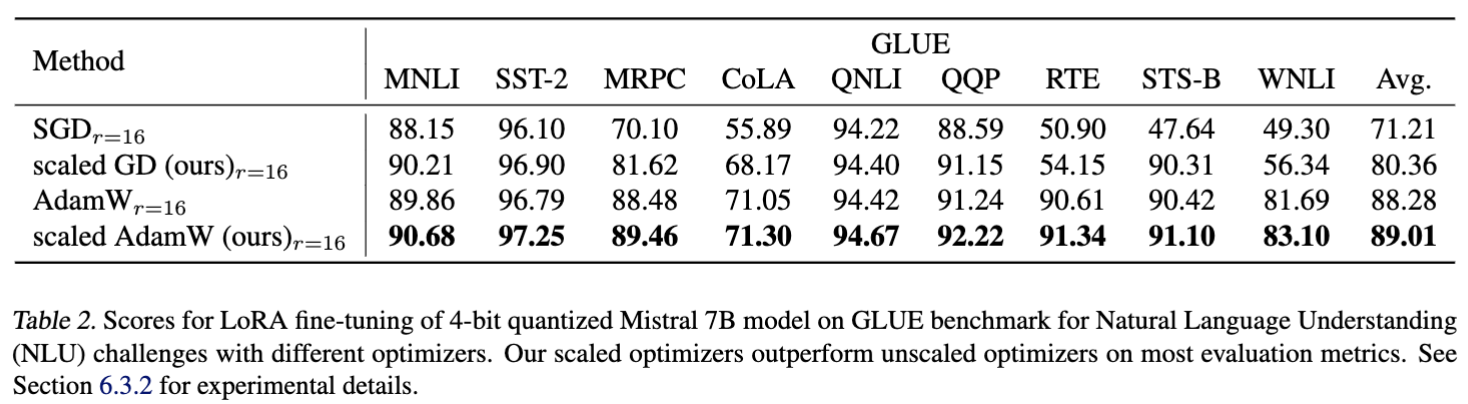 GLUE
Method
MNLI SST-2 MRPC CoLA QNLI QQP RTE STS-B WNLI Avg.
SGDr=16 88.15 96.10 70.10 55.89 94.22 88.59 50.90 47.64 49.30 71.21
scaled GD (ours)r=16 90.21 96.90 81.62 68.17 94.40 91.15 54.15 90.31 56.34 80.36
AdamWr=16 89.86 96.79 88.48 71.05 94.42 91.24 90.61 90.42 81.69 88.28
scaled AdamW (ours)r=16 90.68 97.25 89.46 71.30 94.67 92.22 91.34 91.10 83.10 89.01
Table 2. Scores for LoRA fine-tuning of 4-bit quantized Mistral 7B model on GLUE benchmark for Natural Language Understanding
(NLU) challenges with different optimizers. Our scaled optimizers outperform unscaled optimizers on most evaluation metrics. See
Section 6.3.2 for experimental details.